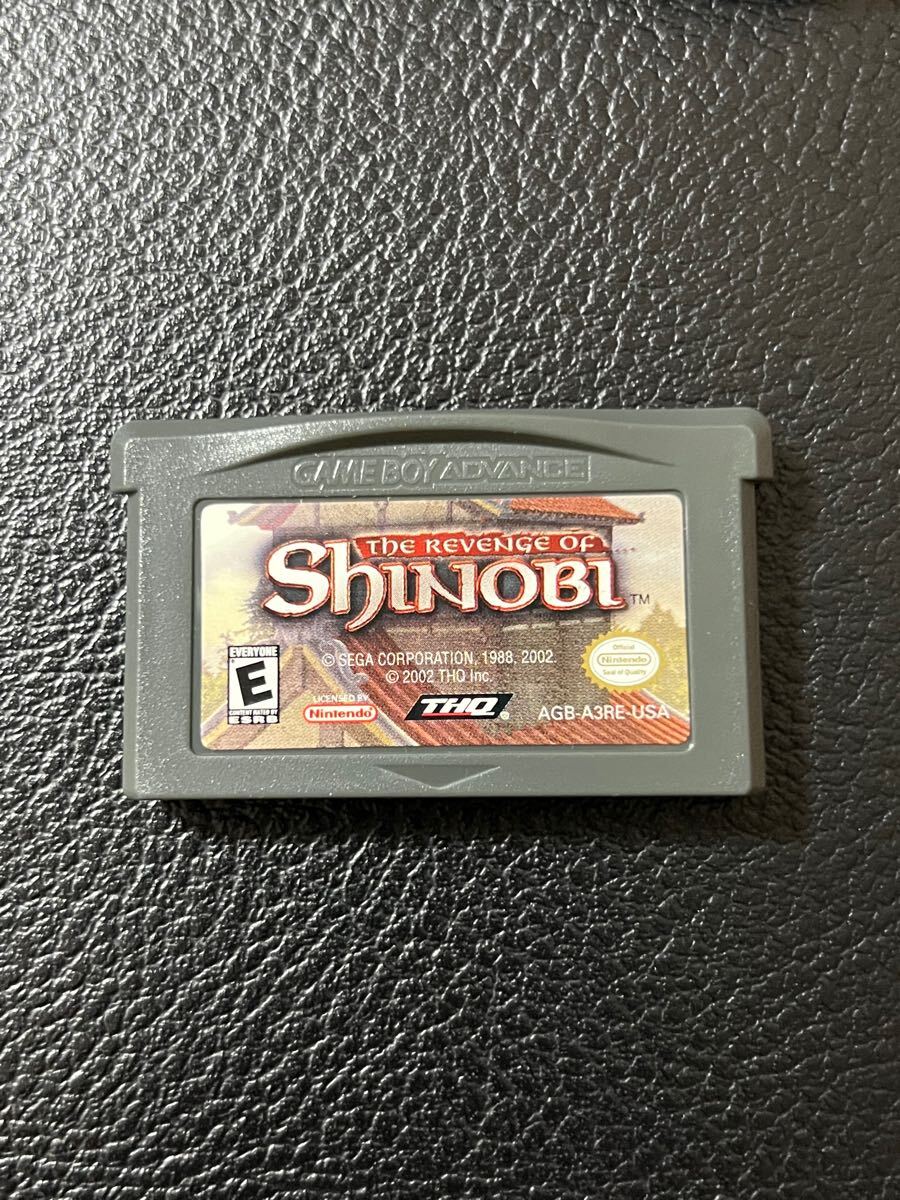 GAME BOY ADVANCE
THE REVENGE OF
SHINOBI TM
© SEGA CORPORATION, 1988, 2002.
© 2002 THQ Inc.
EVERYONE
E
CONTENT RATED BY
ESRB
LICENSED BY
Nintendo
THQ®
Official
Nintendo
Seal of Quality
AGB-A3RE-USA